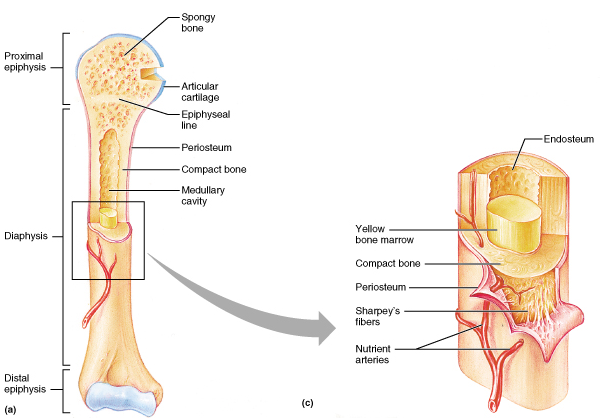 Spongy
bone
Proximal
epiphysis
Articular
cartilage
Epiphyseal
line
Periosteum
Compact bone
Medullary
cavity
Diaphysis
Distal
epiphysis
(a)
Endosteum
Yellow
bone marrow
Compact bone
Periosteum
Sharpey's
fibers
Nutrient
arteries
(c)